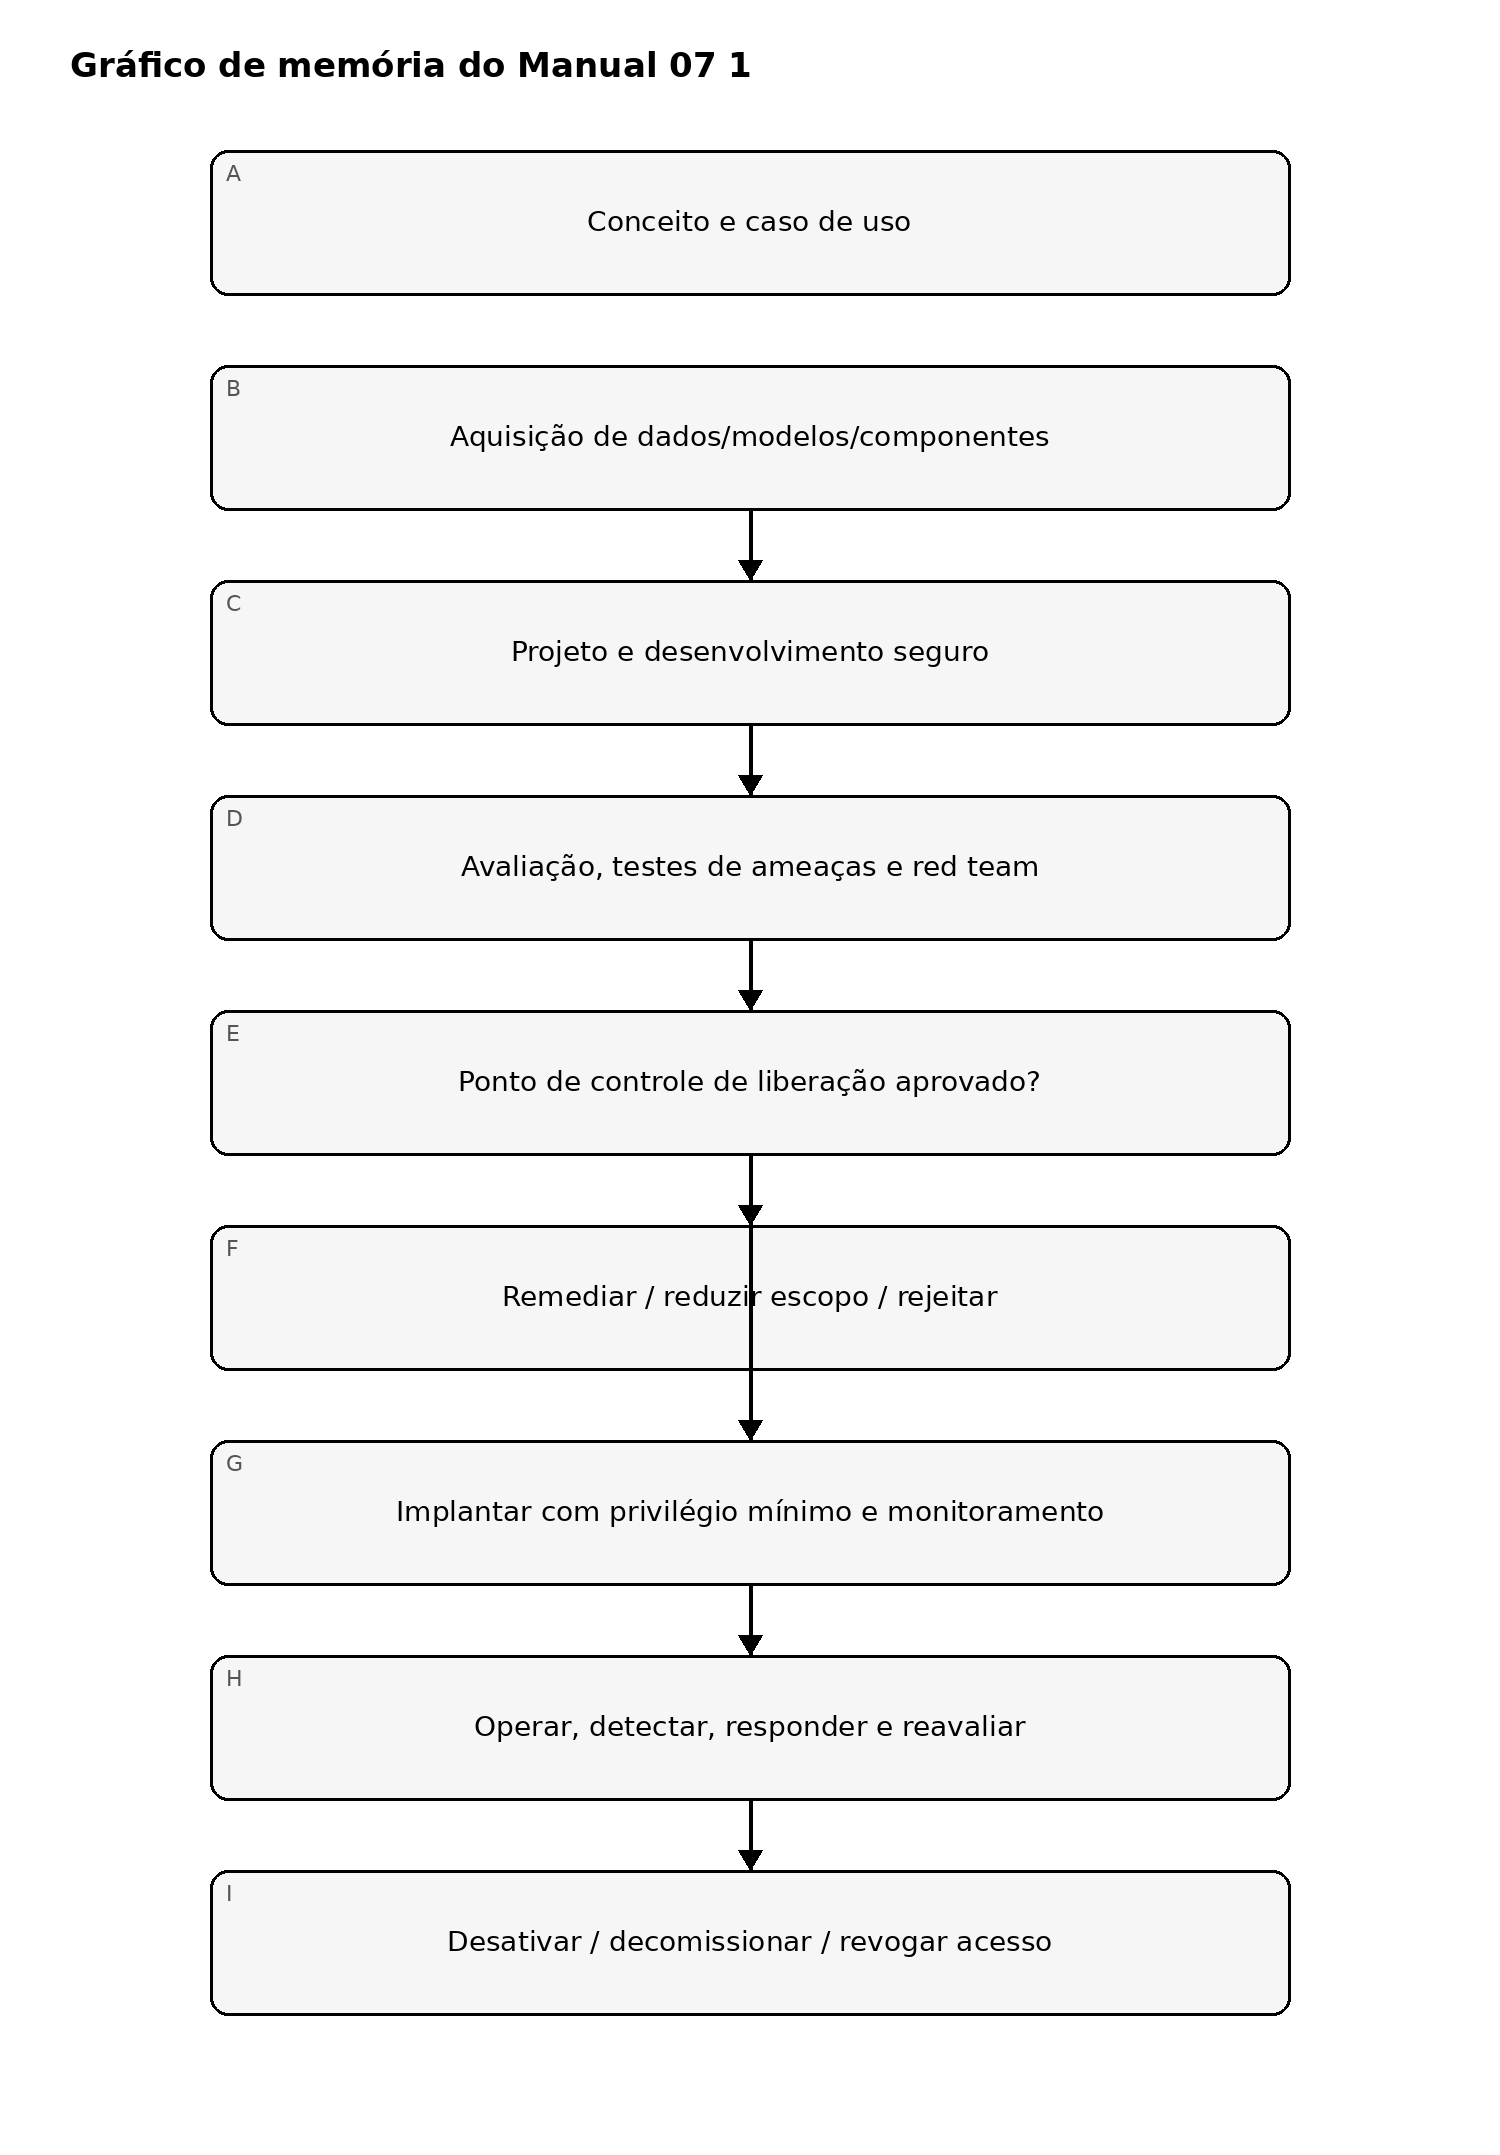 Gráfico de memória do Manual 07 1
A
Conceito e caso de uso
B
Aquisição de dados/modelos/componentes
C
Projeto e desenvolvimento seguro
D
Avaliação, testes de ameaças e red team
E
Ponto de controle de liberação aprovado?
F
Remediar / reduzir escopo / rejeitar
G
Implantar com privilégio mínimo e monitoramento
H
Operar, detectar, responder e reavaliar
I
Desativar / decomissionar / revogar acesso